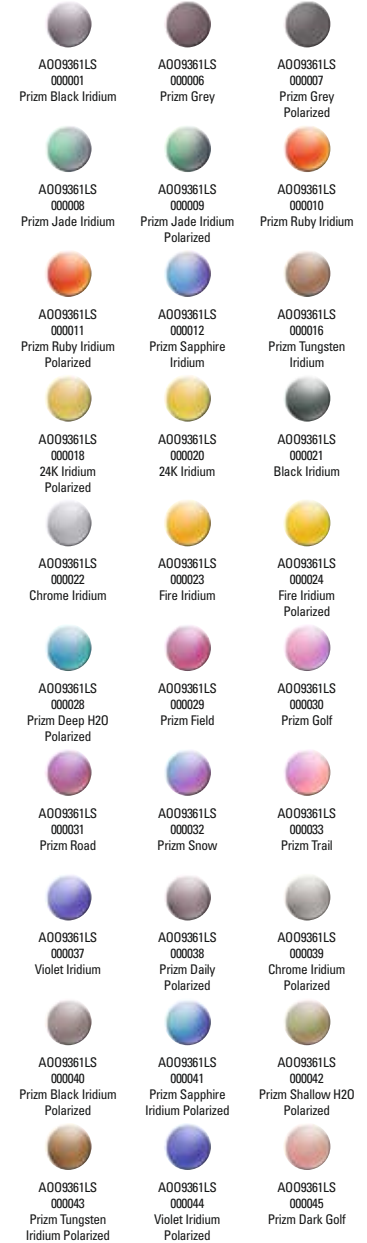 AOO9361LS
000001
Prizm Black Iridium
AOO9361LS
000006
Prizm Grey
AOO9361LS
000007
Prizm Grey
Polarized
AOO9361LS
000008
Prizm Jade Iridium
AOO9361LS
000009
Prizm Jade Iridium
Polarized
AOO9361LS
000010
Prizm Ruby Iridium
AOO9361LS
000011
Prizm Ruby Iridium
Polarized
AOO9361LS
000012
Prizm Sapphire
Iridium
AOO9361LS
000016
Prizm Tungsten
Iridium
AOO9361LS
000018
24K Iridium
Polarized
AOO9361LS
000020
24K Iridium
AOO9361LS
000021
Black Iridium
AOO9361LS
000022
Chrome Iridium
AOO9361LS
000023
Fire Iridium
AOO9361LS
000024
Fire Iridium
Polarized
AOO9361LS
000028
Prizm Deep H2O
Polarized
AOO9361LS
000029
Prizm Field
AOO9361LS
000030
Prizm Golf
AOO9361LS
000031
Prizm Road
AOO9361LS
000032
Prizm Snow
AOO9361LS
000033
Prizm Trail
AOO9361LS
000037
Violet Iridium
AOO9361LS
000038
Prizm Daily
Polarized
AOO9361LS
000039
Chrome Iridium
Polarized
AOO9361LS
000040
Prizm Black Iridium
Polarized
AOO9361LS
000041
Prizm Sapphire
Iridium Polarized
AOO9361LS
000042
Prizm Shallow H2O
Polarized
AOO9361LS
000043
Prizm Tungsten
Iridium Polarized
AOO9361LS
000044
Violet Iridium
Polarized
AOO9361LS
000045
Prizm Dark Golf